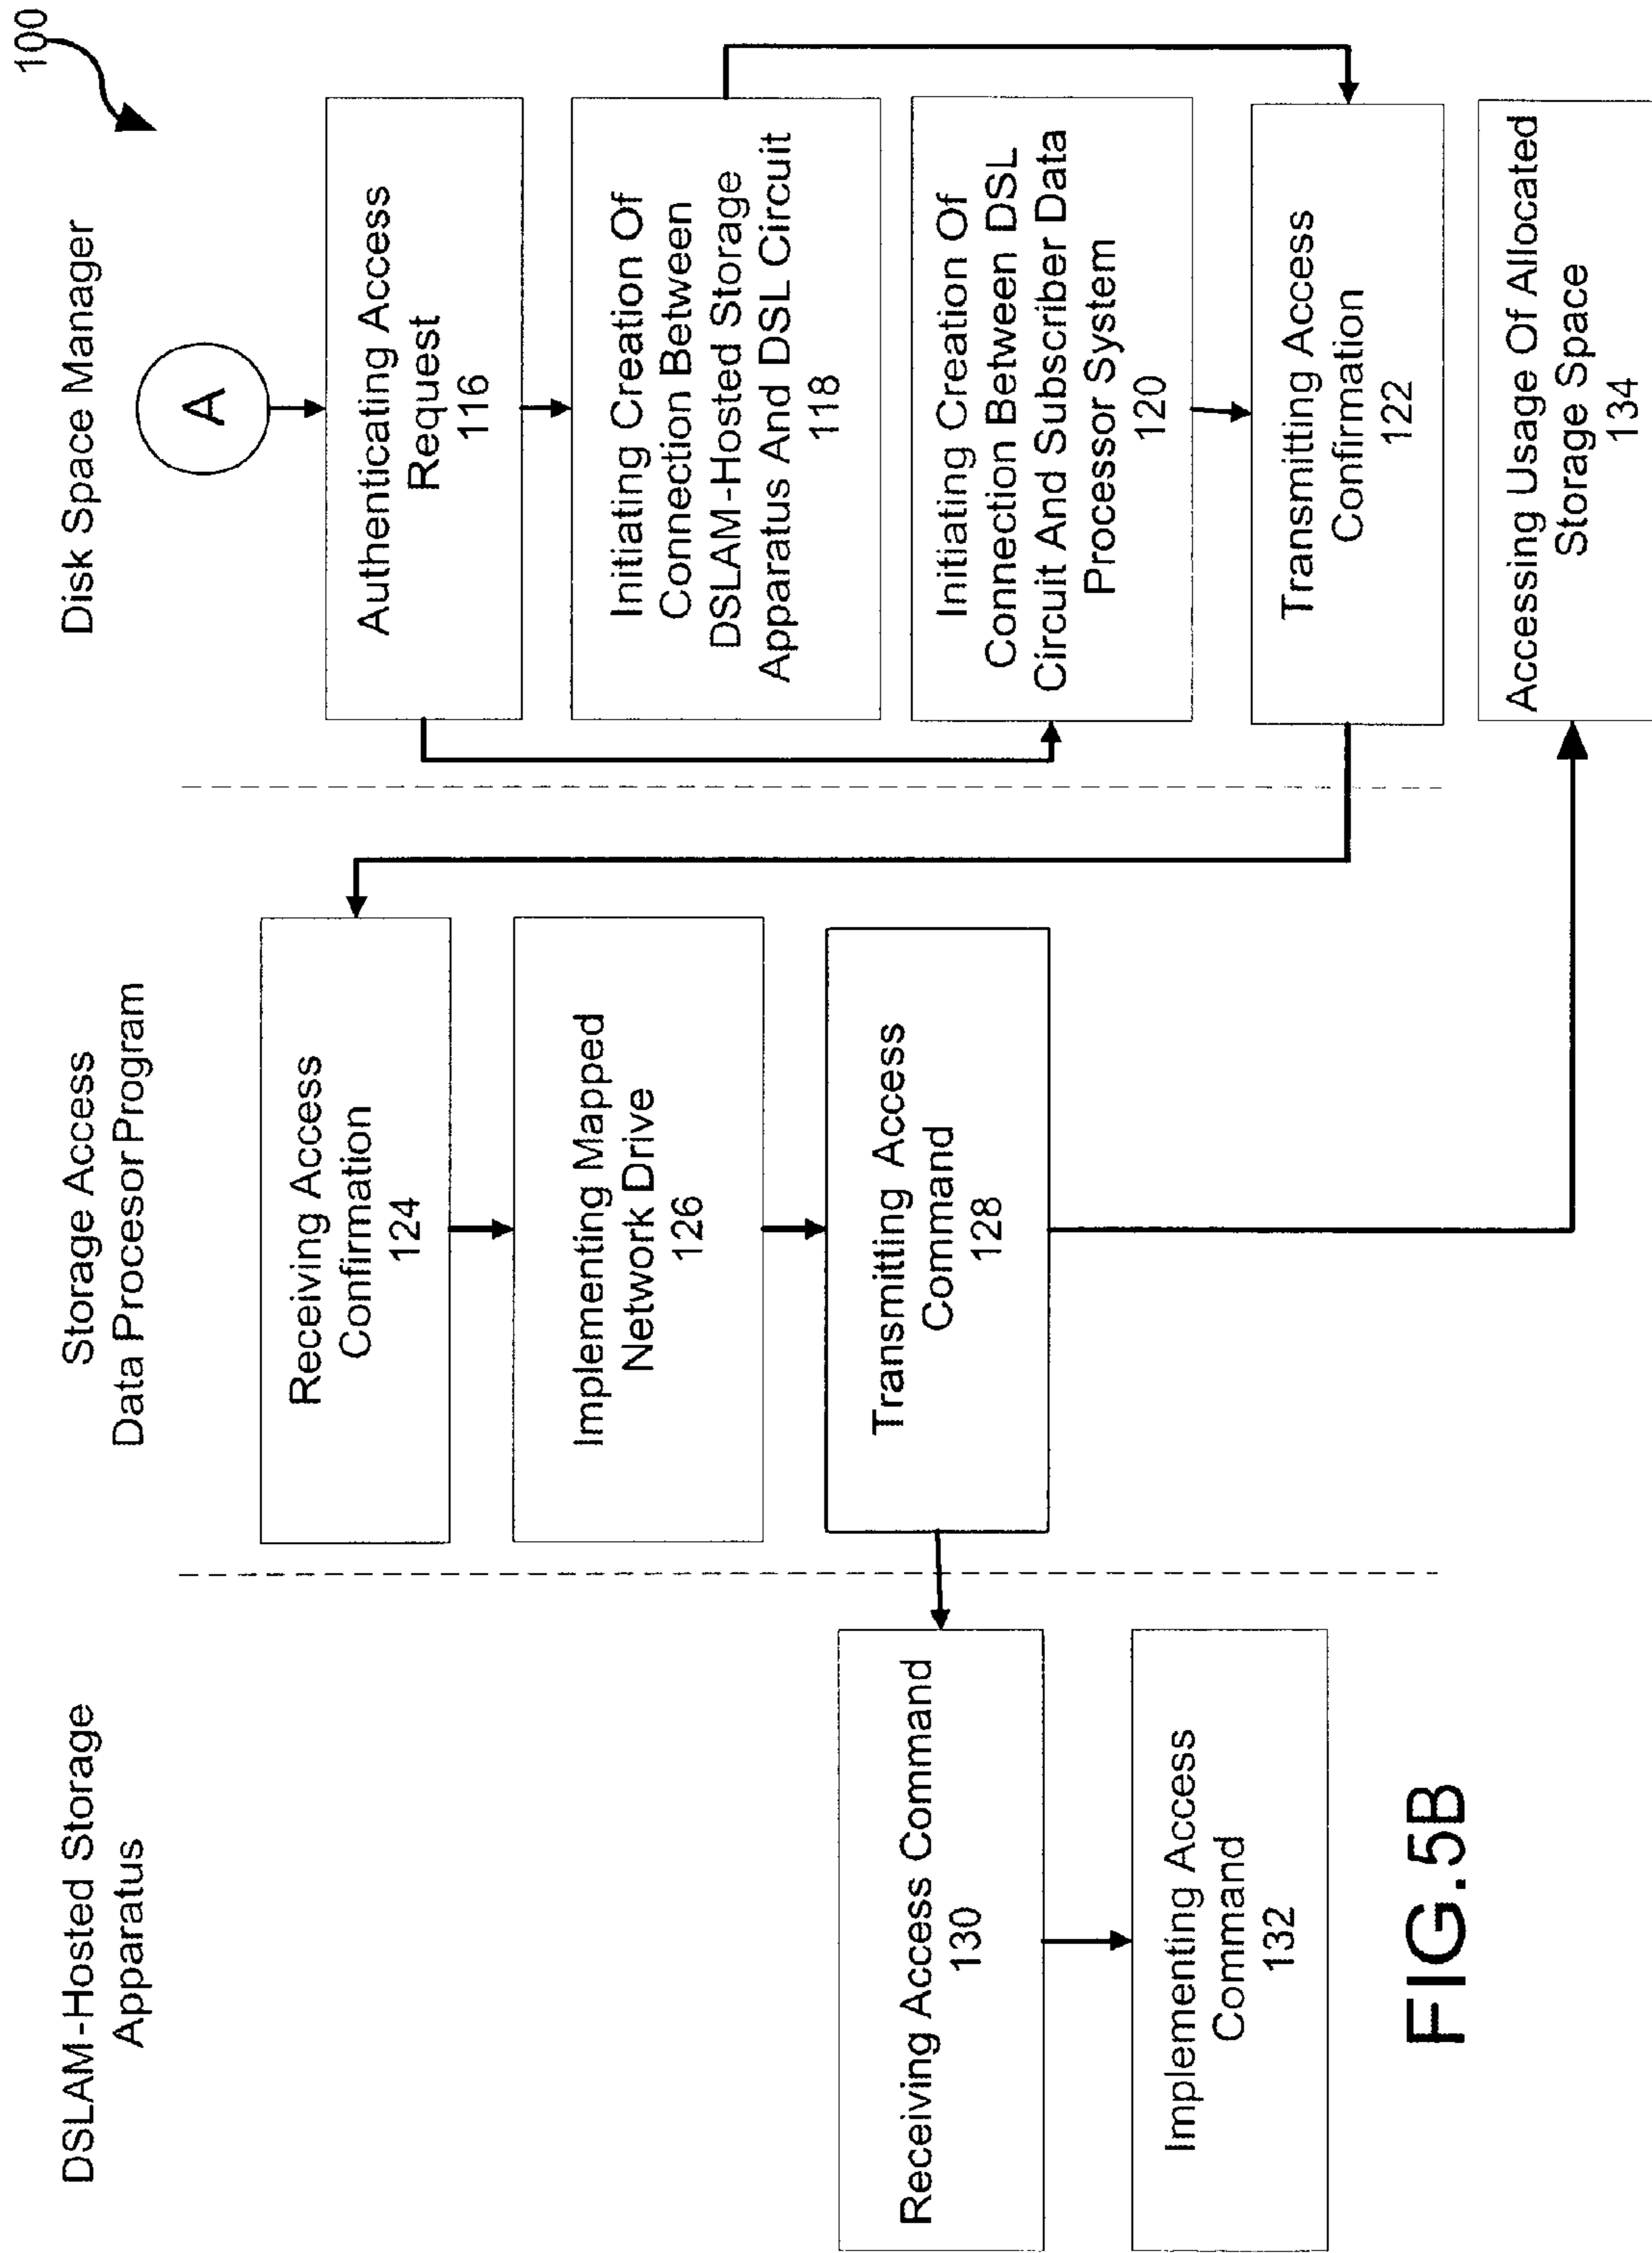 100
DSLAM-Hosted Storage
Apparatus
Storage Access
Data Processor Program
Disk Space Manager
A
Authenticating Access
Request
116
Initiating Creation Of
Connection Between
DSLAM-Hosted Storage
Apparatus And DSL Circuit
118
Initiating Creation Of
Connection Between DSL
Circuit And Subscriber Data
Processor System
120
Transmitting Access
Confirmation
122
Receiving Access
Confirmation
124
Implementing Mapped
Network Drive
126
Transmitting Access
Command
128
Receiving Access Command
130
Implementing Access
Command
132
Accessing Usage Of Allocated
Storage Space
134
FIG.5B